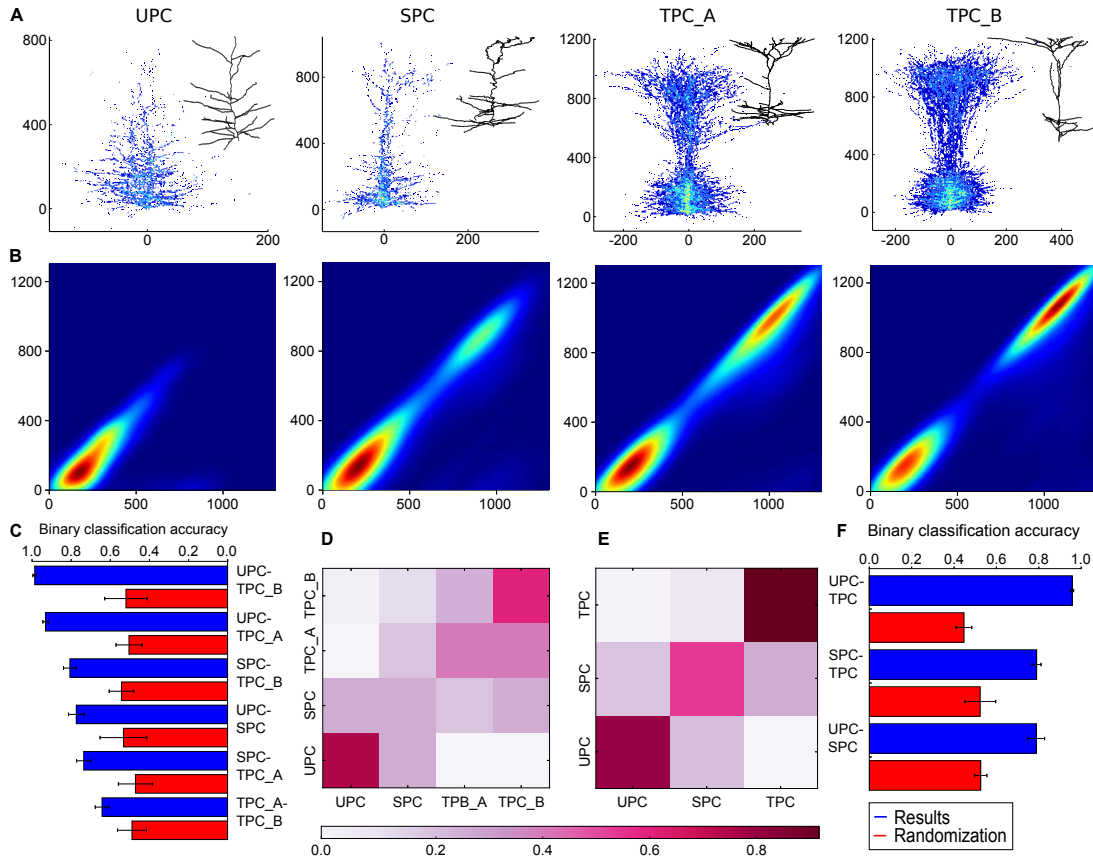 A
UPC
SPC
TPC_A
TPC_B
800
400
0
0
200
800
400
0
0
1200
800
400
0
-200
0
200
1200
800
400
0
-200
0
200
400
B
1200
800
400
0
0
500
1000
1200
800
400
0
0
500
1000
1200
800
400
0
0
500
1000
1200
800
400
0
0
500
1000
C
Binary classification accuracy
1.0 0.8 0.6 0.4 0.2 0.0
UPC-
TPC_B
UPC-
TPC_A
SPC-
TPC_B
UPC-
SPC
SPC-
TPC_A
TPC_A-
TPC_B
D
TPC_B
TPC_A
SPC
UPC
UPC SPC TPB_A TPC_B
E
TPC
SPC
UPC
UPC SPC TPC
0.0 0.2 0.4 0.6 0.8
F
Binary classification accuracy
0.0 0.2 0.4 0.6 0.8 1.0
UPC-
TPC
SPC-
TPC
UPC-
SPC
Results
Randomization